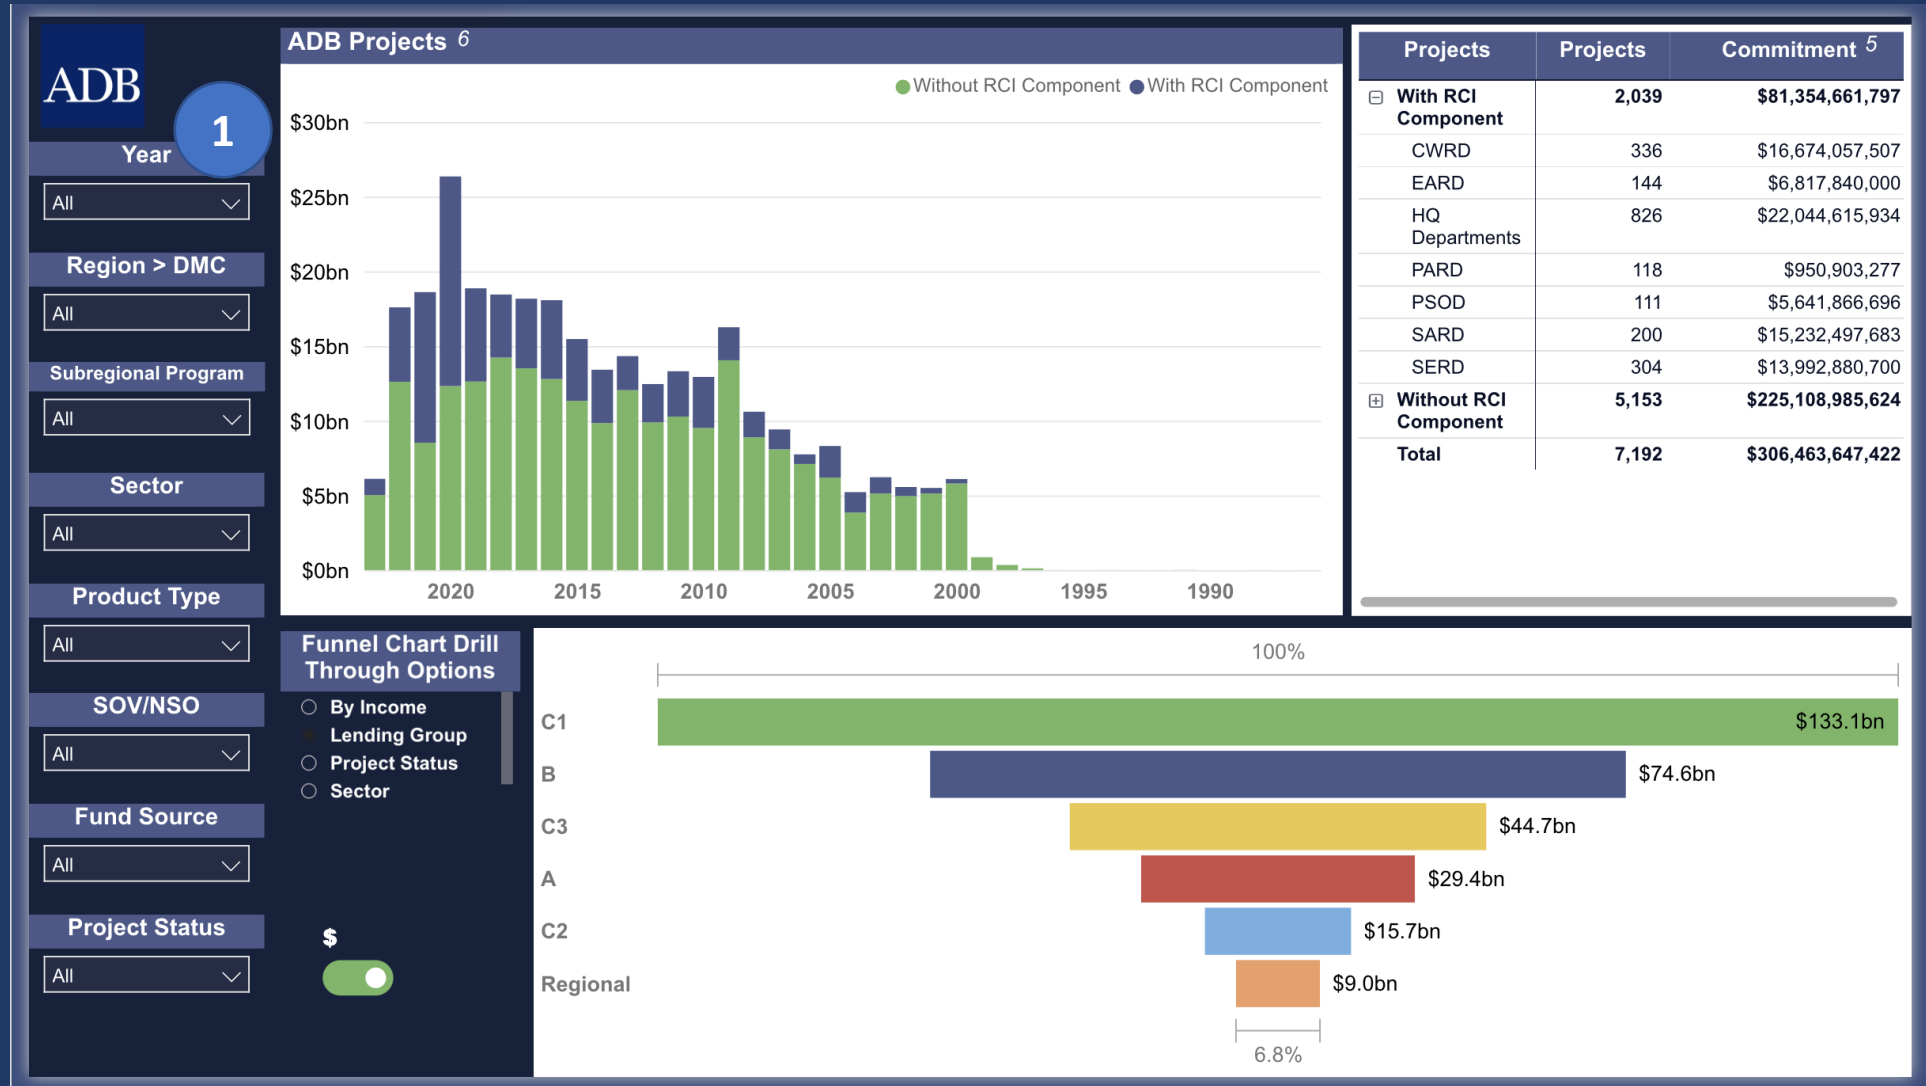 ADB
1
Year
All
Region > DMC
All
Subregional Program
All
Sector
All
Product Type
All
SOV/NSO
All
Fund Source
All
Project Status
All
ADB Projects 6
Without RCI Component With RCI Component
$30bn
$25bn
$20bn
$15bn
$10bn
$5bn
$0bn
2020 2015 2010 2005 2000 1995 1990
Projects Projects Commitment 5
With RCI 2,039 $81,354,661,797
Component
CWRD 336 $16,674,057,507
EARD 144 $6,817,840,000
HQ 826 $22,044,615,934
Departments
PARD 118 $950,903,277
PSOD 111 $5,641,866,696
SARD 200 $15,232,497,683
SERD 304 $13,992,880,700
Without RCI 5,153 $225,108,985,624
Component
Total 7,192 $306,463,647,422
Funnel Chart Drill
Through Options
By Income
Lending Group
Project Status
Sector
$
100%
C1 $133.1bn
B $74.6bn
C3 $44.7bn
A $29.4bn
C2 $15.7bn
Regional $9.0bn
6.8%